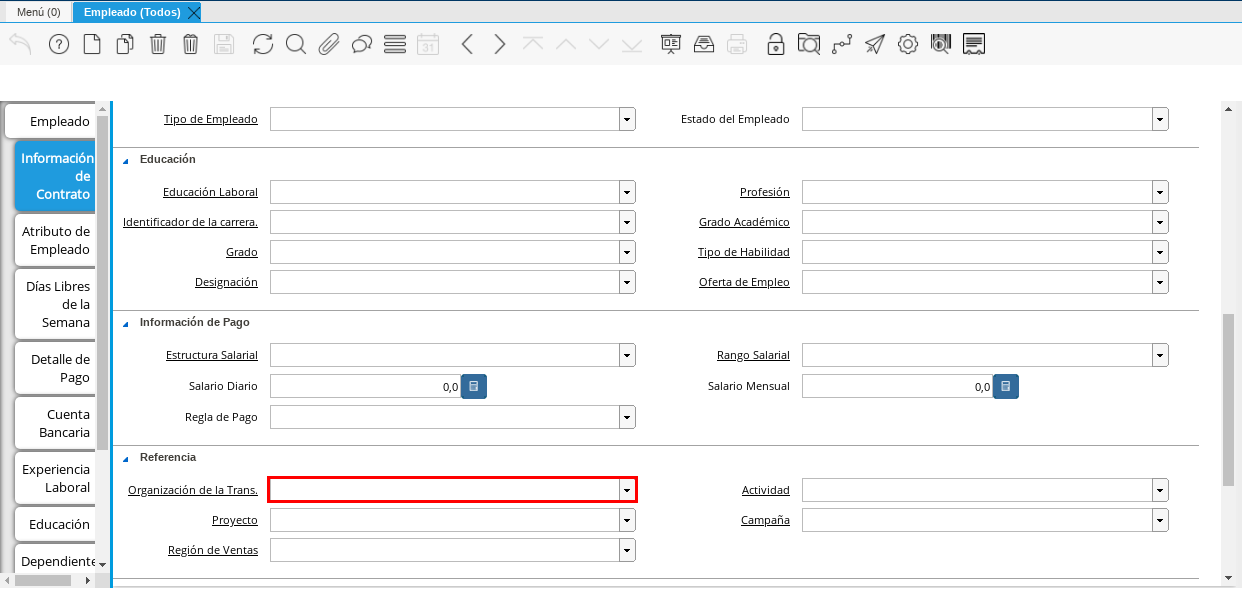 Menú (0)
Empleado (Todos)
31
Empleado
Información
de
Contrato
Atributo de
Empleado
Días Libres
de la
Semana
Detalle de
Pago
Cuenta
Bancaria
Experiencia
Laboral
Educación
Dependiente
Tipo de Empleado
Estado del Empleado
Educación
Educación Laboral
Profesión
Identificador de la carrera.
Grado Académico
Grado
Tipo de Habilidad
Designación
Oferta de Empleo
Información de Pago
Estructura Salarial
Rango Salarial
Salario Diario 0,0
Salario Mensual 0,0
Regla de Pago
Referencia
Organización de la Trans.
Actividad
Proyecto
Campaña
Región de Ventas